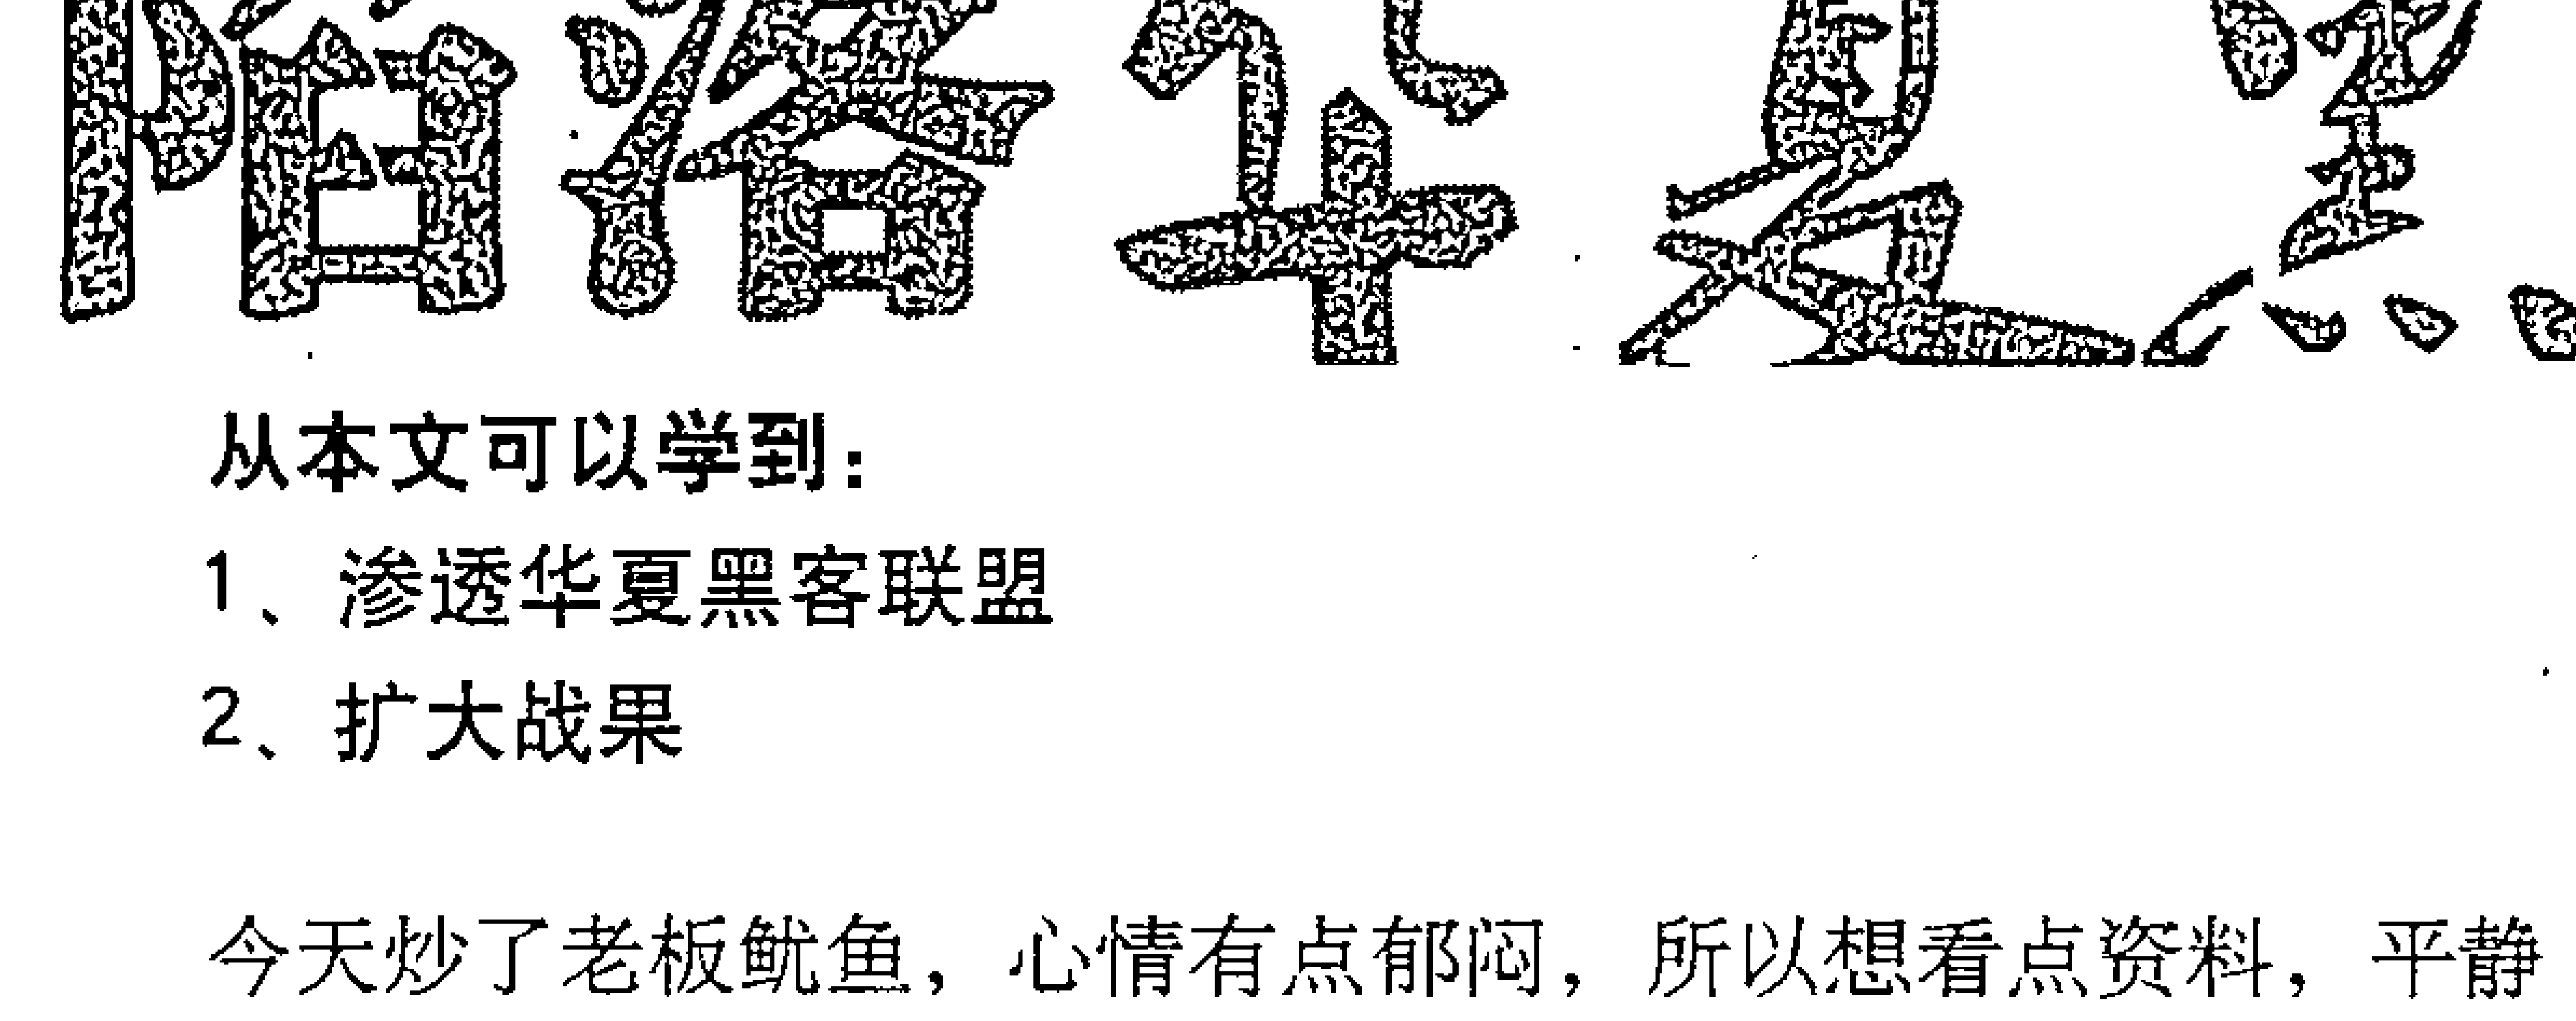 陷落华夏黑
从本文可以学到:
1、渗透华夏黑客联盟
2、扩大战果
今天炒了老板鱿鱼，心情有点郁闷，所以想看点资料，平静